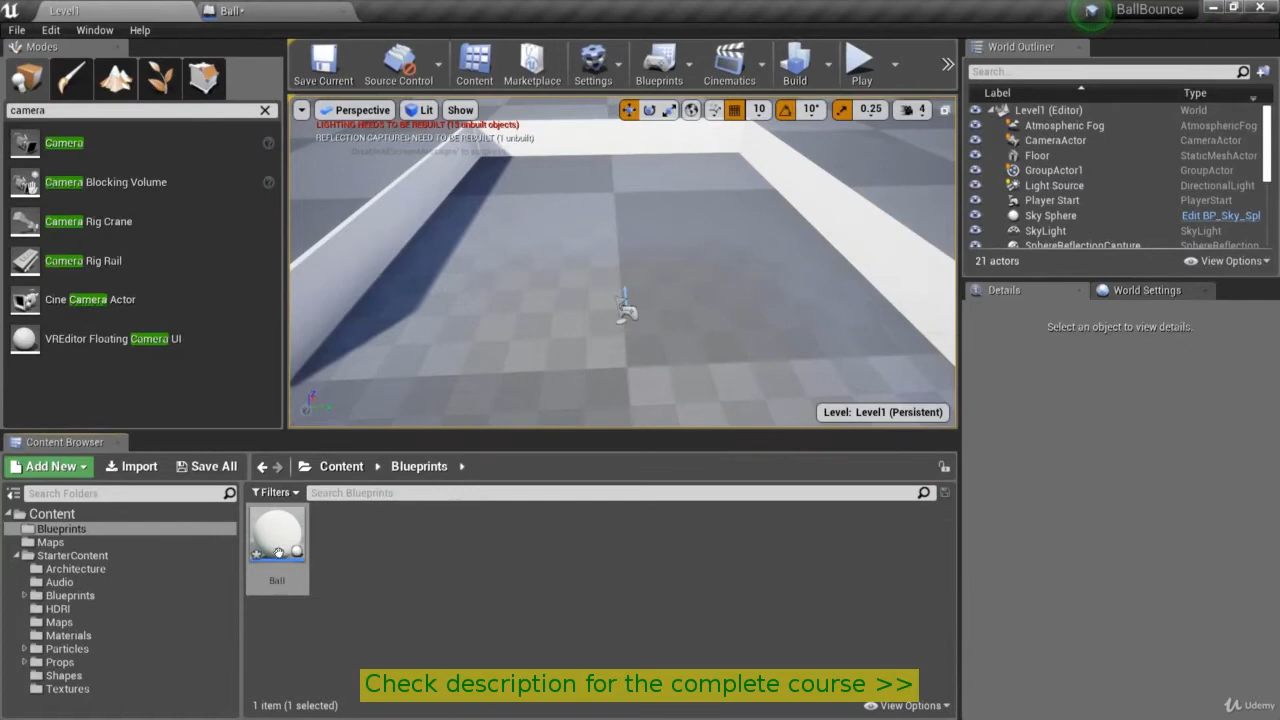 Level1
Ball*
BallBounce
File Edit Window Help
Modes
camera
Camera
Camera Blocking Volume
Camera Rig Crane
Camera Rig Rail
Cine Camera Actor
VREditor Floating Camera UI
Save Current
Source Control
Content
Marketplace
Settings
Blueprints
Cinematics
Build
Play
Perspective
Lit
Show
10
10°
0.25
4
LIGHTING NEEDS TO BE REBUILT (13 unbuilt objects)
REFLECTION CAPTURES NEED TO BE REBUILT (1 unbuilt)
Level: Level1 (Persistent)
World Outliner
Search...
Label Type
Level1 (Editor) World
Atmospheric Fog AtmosphericFog
CameraActor CameraActor
Floor StaticMeshActor
GroupActor1 GroupActor
Light Source DirectionalLight
Player Start PlayerStart
Sky Sphere Edit BP_Sky_Spl
SkyLight SkyLight
SphereReflectionCapture SphereReflection
21 actors
View Options
Details
World Settings
Select an object to view details.
Content Browser
Add New
Import
Save All
Content
Blueprints
Search Folders
Filters
Search Blueprints
Content
Blueprints
Maps
StarterContent
Architecture
Audio
Blueprints
HDRI
Maps
Materials
Particles
Props
Shapes
Textures
Ball
Check description for the complete course >>
1 item (1 selected)
View Options
Udemy